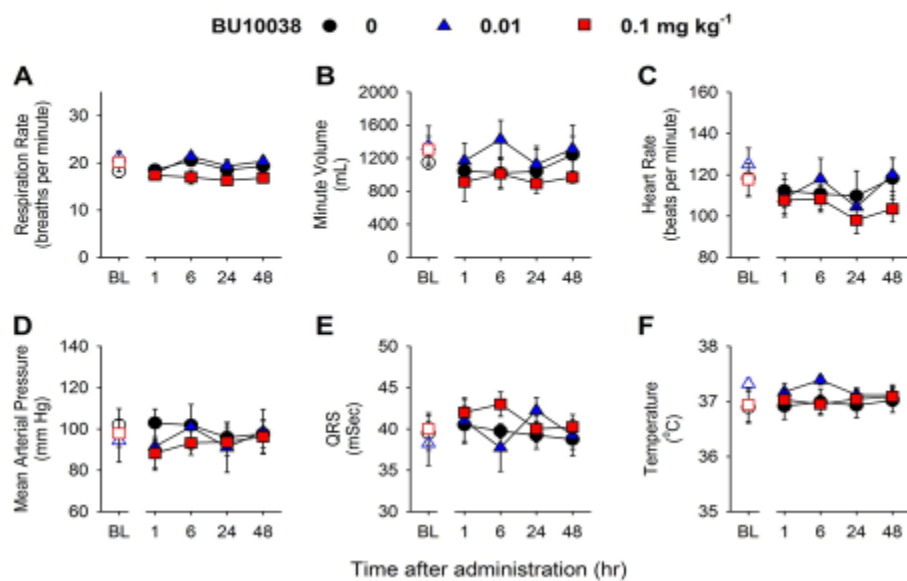 BU10038 0 0.01 0.1 mg kg⁻¹
A
Respiration Rate
(breaths per minute)
30
20
10
0
BL 1 6 24 48
B
Minute Volume
(mL)
2000
1600
1200
800
400
0
BL 1 6 24 48
C
Heart Rate
(beats per minute)
160
140
120
100
80
BL 1 6 24 48
D
Mean Arterial Pressure
(mm Hg)
140
120
100
80
60
BL 1 6 24 48
E
QRS
(mSec)
50
45
40
35
30
BL 1 6 24 48
F
Temperature
(⁰C)
38
37
36
35
BL 1 6 24 48
Time after administration (hr)